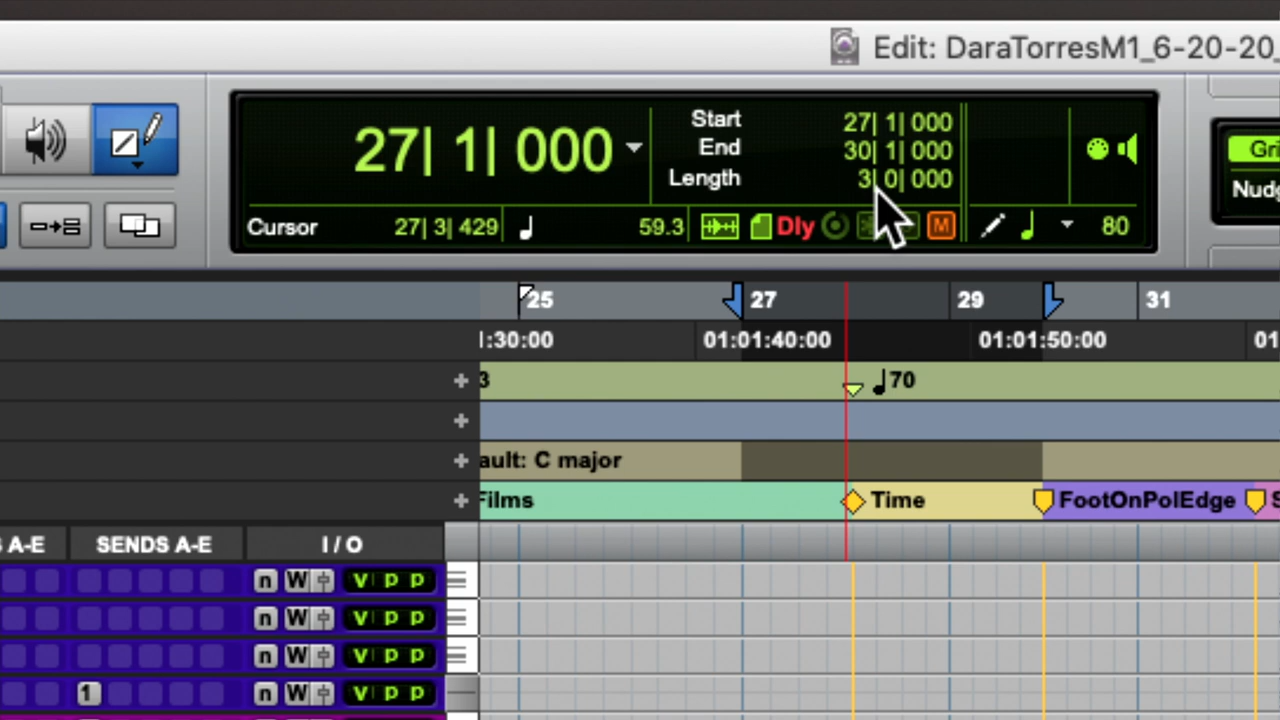 Edit: DaraTorresM1_6-20-20_
27| 1| 000
Start 27| 1| 000
End 30| 1| 000
Length 3| 0| 000
Gri
Nudg
Cursor 27| 3| 429 59.3 Dly M 80
25 27 29 31
1:30:00 01:01:40:00 01:01:50:00 01
3 70
ault: C major
Films Time FootOnPolEdge S
S A-E SENDS A-E I / O
n W V P P
n W V P P
n W V P P
1 n W V P P